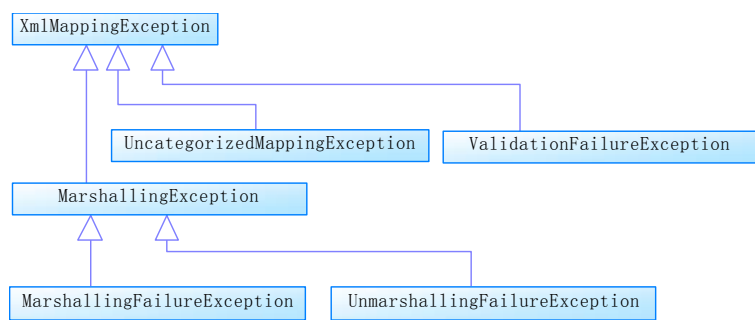 XmlMappingException
UncategorizedMappingException
ValidationFailureException
MarshallingException
MarshallingFailureException
UnmarshallingFailureException